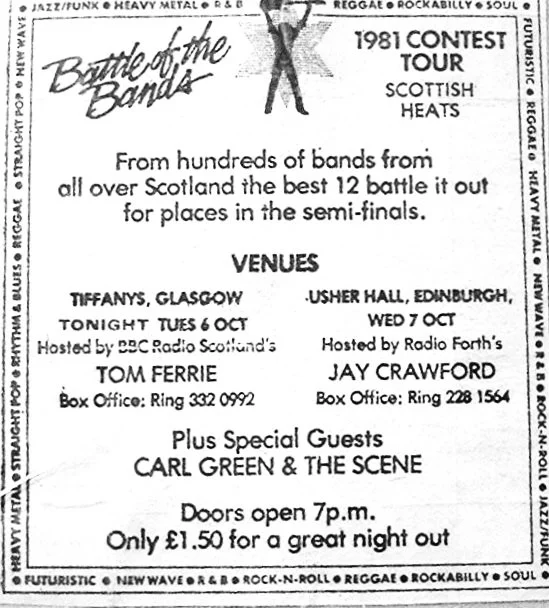 • JAZZ/FUNK • HEAVY METAL • R & B
REGGAE • ROCKABILLY • SOUL •
Battle of the
Bands
1981 CONTEST
TOUR
SCOTTISH
HEATS
From hundreds of bands from
all over Scotland the best 12 battle it out
for places in the semi-finals.
VENUES
TIFFANYS, GLASGOW
TONIGHT TUES 6 OCT
Hosted by BBC Radio Scotland's
TOM FERRIE
Box Office: Ring 332 0992
USHER HALL, EDINBURGH,
WED 7 OCT
Hosted by Radio Forth's
JAY CRAWFORD
Box Office: Ring 228 1564
Plus Special Guests
CARL GREEN & THE SCENE
Doors open 7p.m.
Only £1.50 for a great night out
HEAVY METAL • STRAIGHT POP • RHYTHM & BLUES • REGGAE • STRAIGHT POP • NEW WAVE
FUTURISTIC • REGGAE • HEAVY METAL • NEW WAVE • R & B • ROCK-N-ROLL • JAZZ/FUNK
• FUTURISTIC • NEW WAVE • R & B • ROCK-N-ROLL • REGGAE • ROCKABILLY • SOUL •